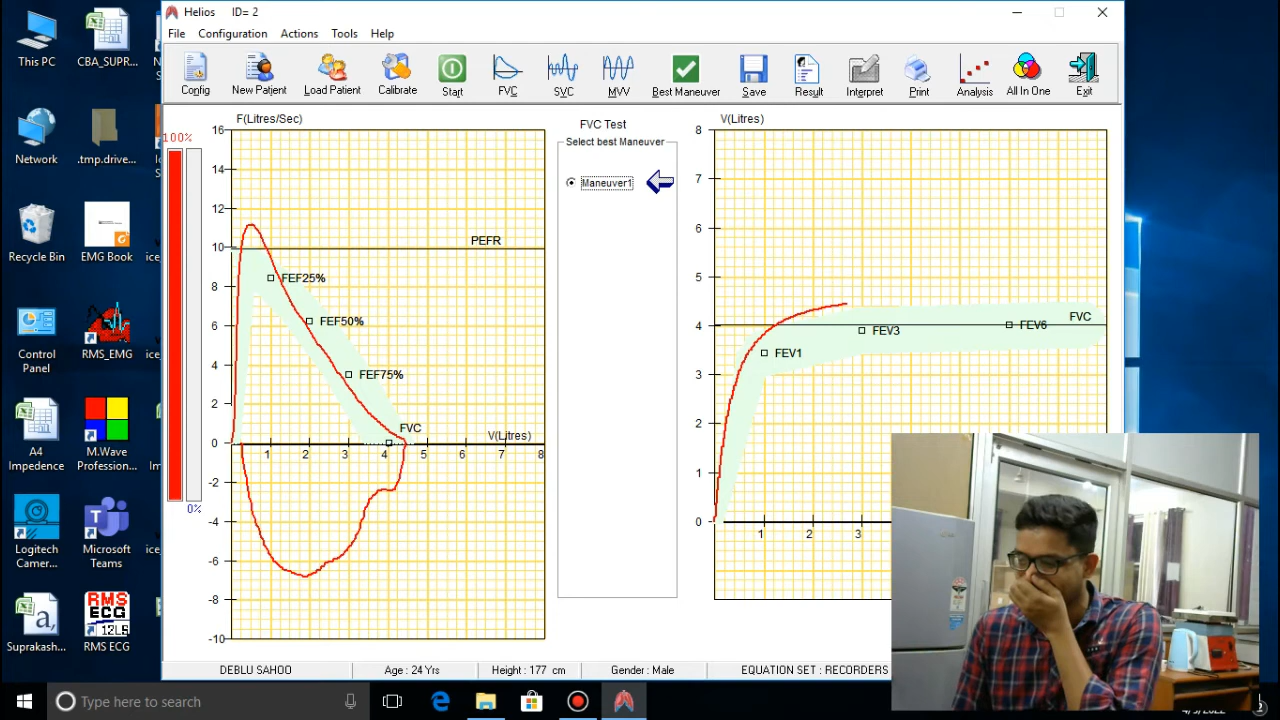 Helios ID= 2
File Configuration Actions Tools Help
Config New Patient Load Patient Calibrate Start FVC SVC MVV Best Maneuver Save Result Interpret Print Analysis All In One Exit
This PC
CBA_SUPR...
Network
.tmp.drive...
Recycle Bin
EMG Book
Control
Panel
RMS_EMG
A4
Impedence
M.Wave
Profession...
Logitech
Camer...
Microsoft
Teams
Suprakash...
RMS
ECG
12LS
RMS ECG
100%
0%
F(Litres/Sec)
16
14
12
10
8
6
4
2
0
-2
-4
-6
-8
-10
PEFR
FEF25%
FEF50%
FEF75%
FVC
V(Litres)
1 2 3 4 5 6 7 8
FVC Test
Select best Maneuver
Maneuver1
V(Litres)
8
7
6
5
4
3
2
1
0
FVC
FEV1
FEV3
FEV6
1 2 3
DEBLU SAHOO Age : 24 Yrs Height : 177 cm Gender : Male EQUATION SET : RECORDERS
Type here to search